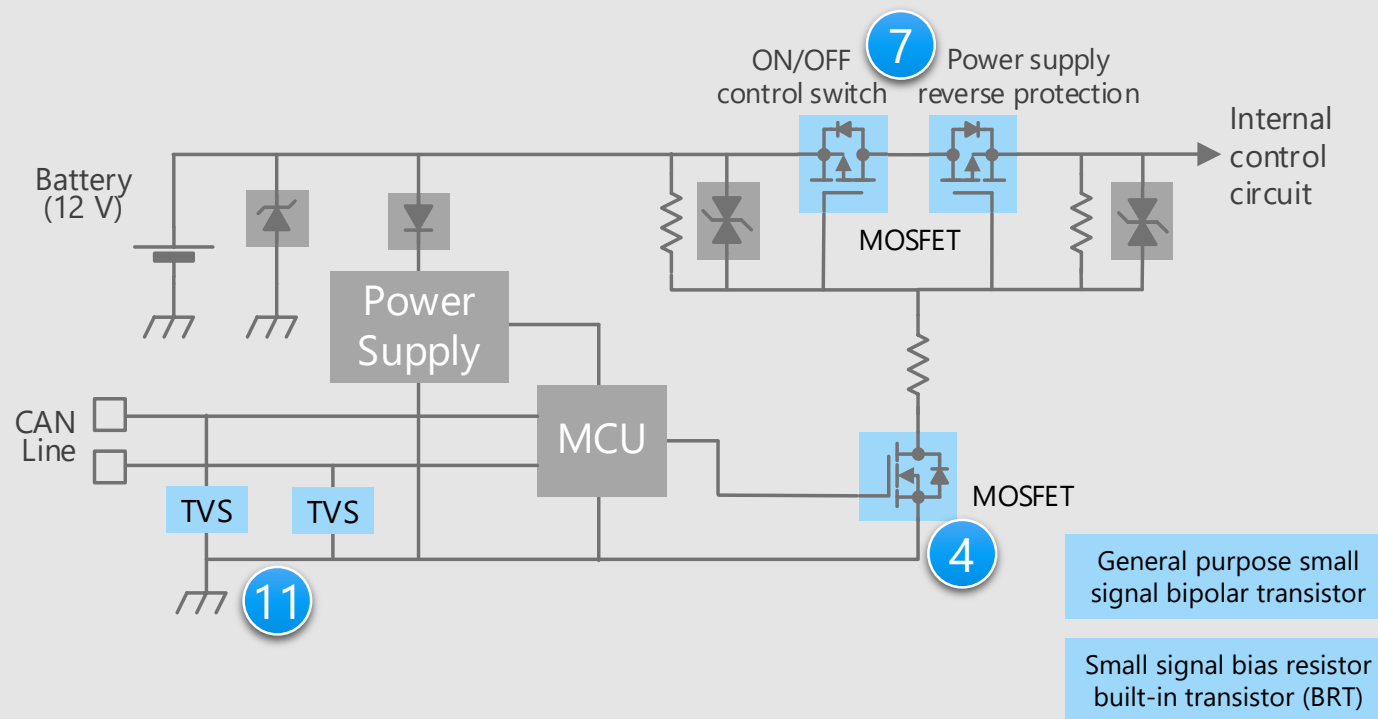 7
ON/OFF
control switch
Power supply
reverse protection
Internal
control
circuit
Battery
(12 V)
MOSFET
Power
Supply
CAN
Line
MCU
TVS
TVS
MOSFET
4
11
General purpose small
signal bipolar transistor
Small signal bias resistor
built-in transistor (BRT)